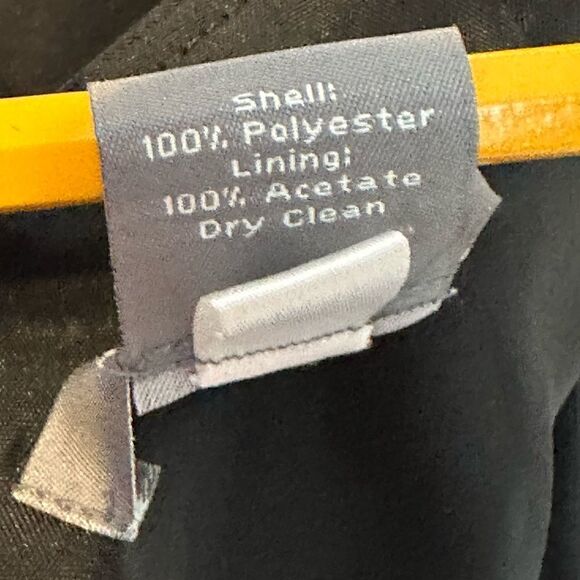 Shell:
100% Polyester
Lining:
100% Acetate
Dry Clean